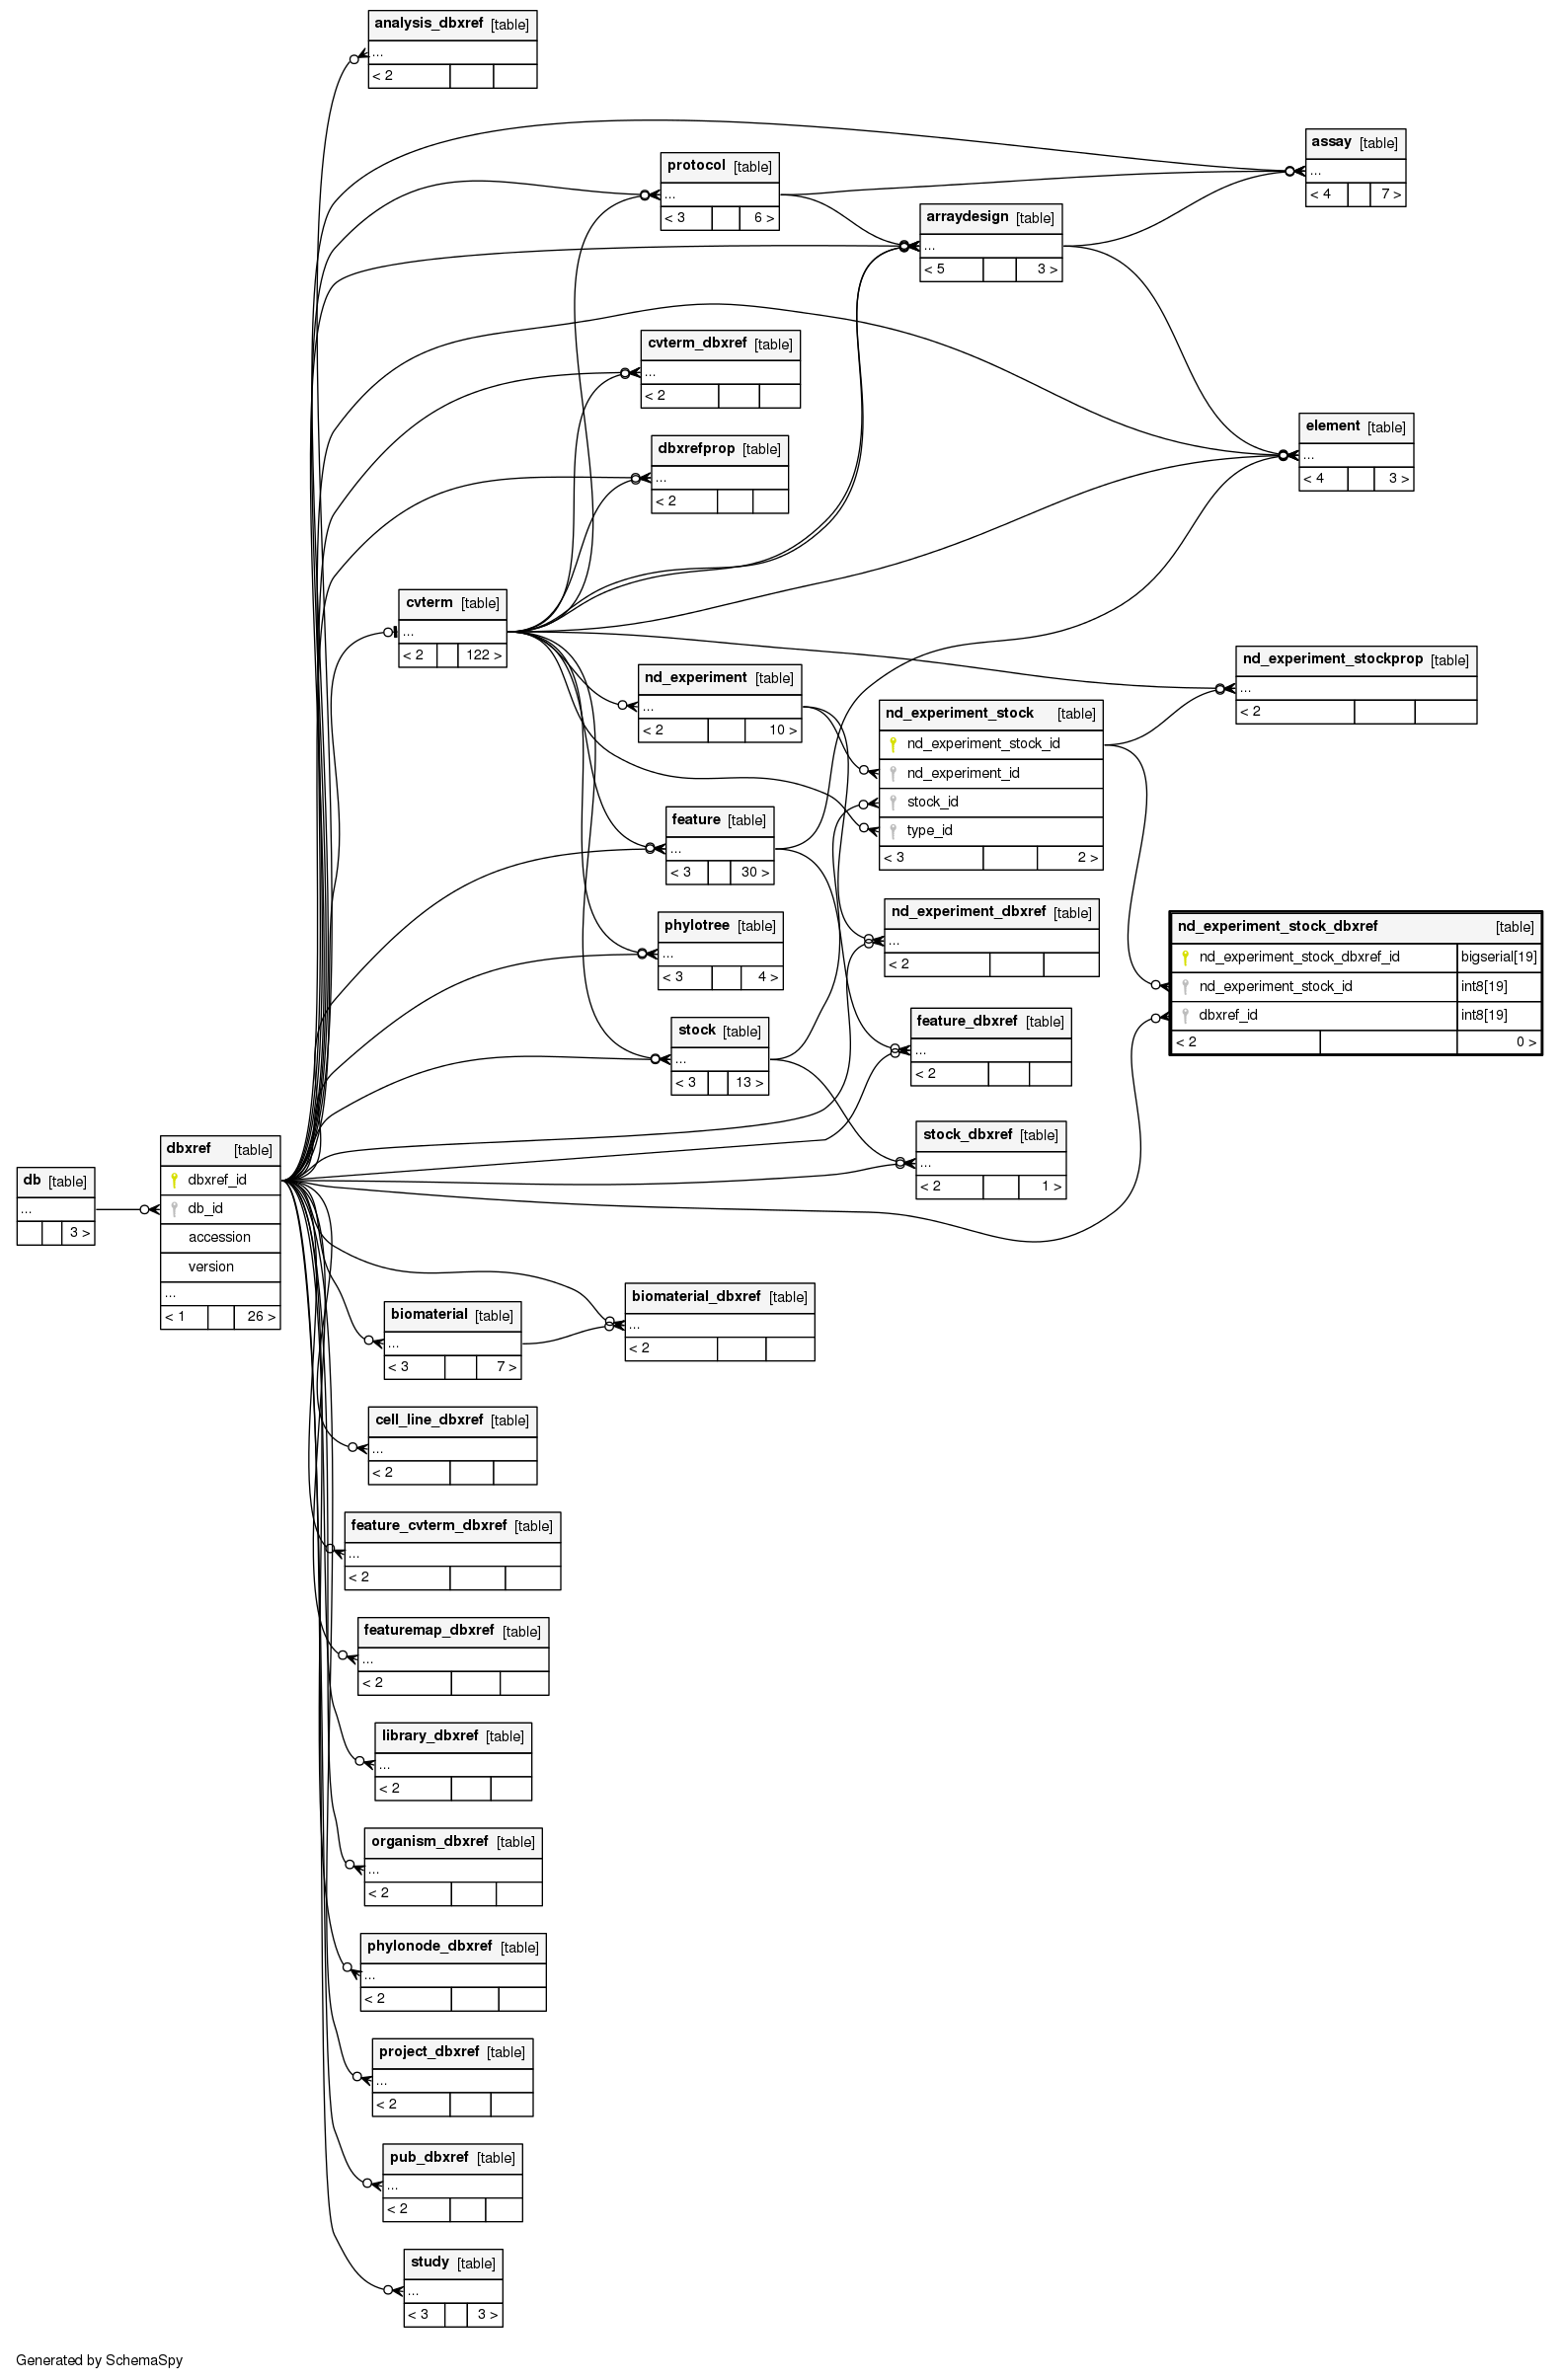 analysis_dbxref [table]
...
< 2
assay [table]
...
< 4 7 >
protocol [table]
...
< 3 6 >
arraydesign [table]
...
< 5 3 >
cvterm_dbxref [table]
...
< 2
element [table]
...
< 4 3 >
dbxrefprop [table]
...
< 2
cvterm [table]
...
< 2 122 >
nd_experiment_stockprop [table]
...
< 2
nd_experiment [table]
...
< 2 10 >
nd_experiment_stock [table]
nd_experiment_stock_id
nd_experiment_id
stock_id
type_id
< 3 2 >
feature [table]
...
< 3 30 >
nd_experiment_dbxref [table]
...
< 2
nd_experiment_stock_dbxref [table]
nd_experiment_stock_dbxref_id bigserial[19]
nd_experiment_stock_id int8[19]
dbxref_id int8[19]
< 2 0 >
phylotree [table]
...
< 3 4 >
feature_dbxref [table]
...
< 2
stock [table]
...
< 3 13 >
stock_dbxref [table]
...
< 2 1 >
db [table]
...
3 >
dbxref [table]
dbxref_id
db_id
accession
version
...
< 1 26 >
biomaterial_dbxref [table]
...
< 2
biomaterial [table]
...
< 3 7 >
cell_line_dbxref [table]
...
< 2
feature_cvterm_dbxref [table]
...
< 2
featuremap_dbxref [table]
...
< 2
library_dbxref [table]
...
< 2
organism_dbxref [table]
...
< 2
phylonode_dbxref [table]
...
< 2
project_dbxref [table]
...
< 2
pub_dbxref [table]
...
< 2
study [table]
...
< 3 3 >
Generated by SchemaSpy